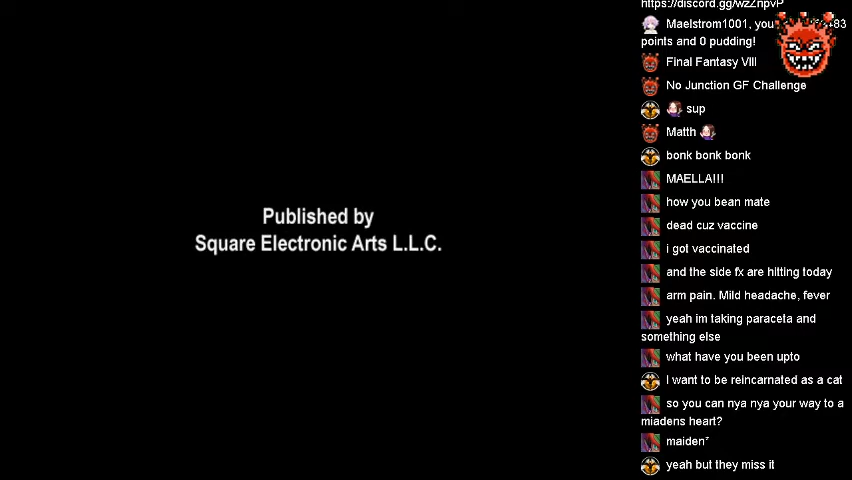 Published by
Square Electronic Arts L.L.C.
https://discord.gg/wzZnpvP
Maelstrom1001, you
+83
points and 0 pudding!
Final Fantasy VIII
No Junction GF Challenge
sup
Matth
bonk bonk bonk
MAELLA!!!
how you bean mate
dead cuz vaccine
i got vaccinated
and the side fx are hitting today
arm pain. Mild headache, fever
yeah im taking paraceta and
something else
what have you been upto
I want to be reincarnated as a cat
so you can nya nya your way to a
miadens heart?
maiden*
yeah but they miss it